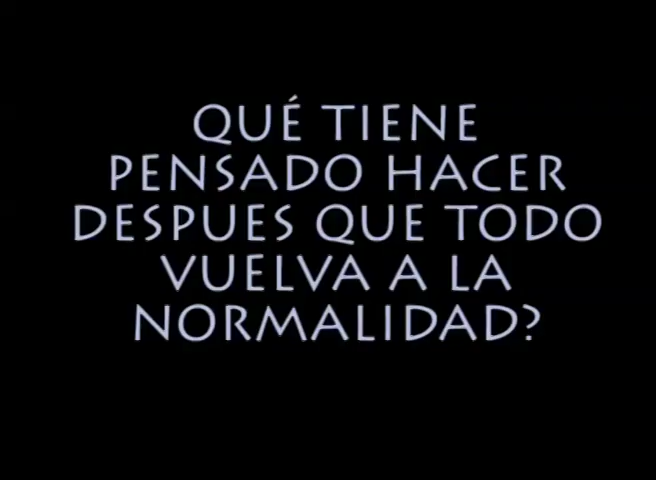 QUÉ TIENE
PENSADO HACER
DESPUES QUE TODO
VUELVA A LA
NORMALIDAD?